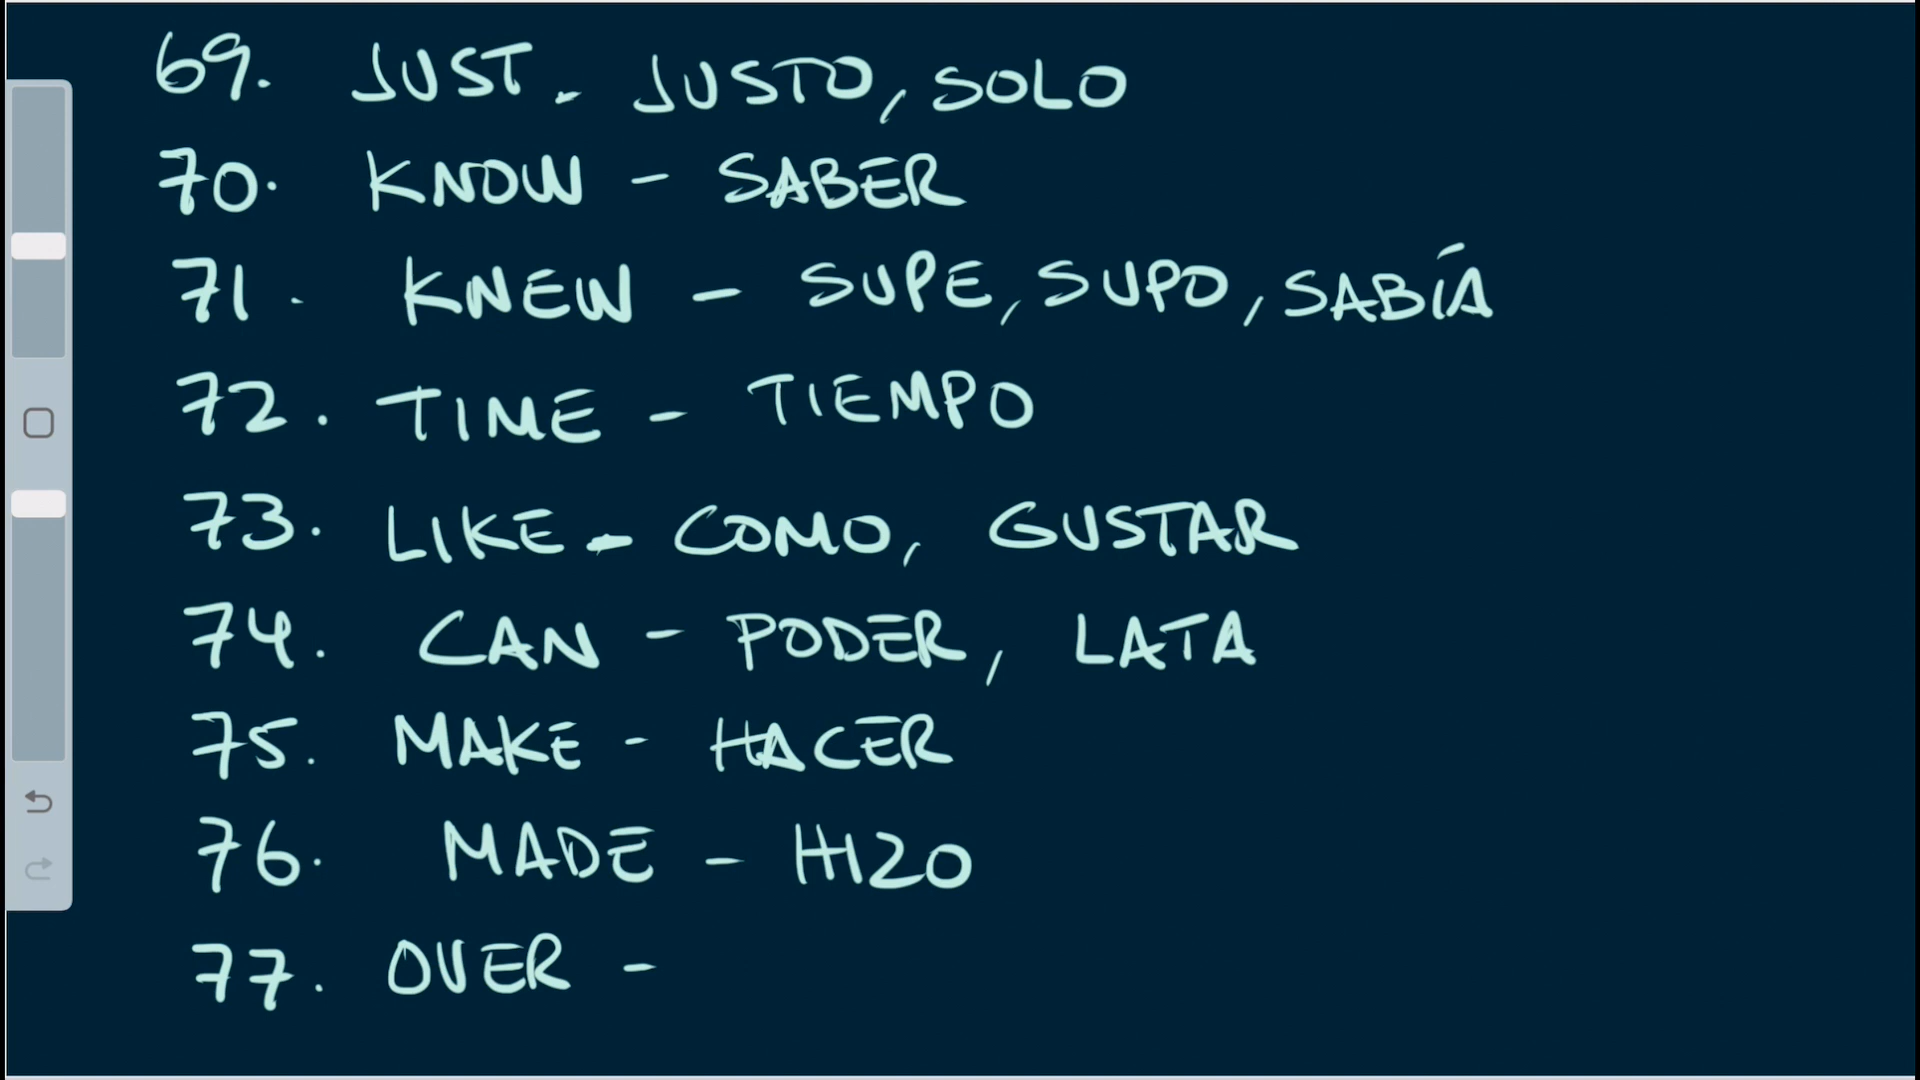 69. JUST - JUSTO, SOLO
70. KNOW - SABER
71. KNEW - SUPE, SUPO, SABÍA
72. TIME - TIEMPO
73. LIKE - COMO, GUSTAR
74. CAN - PODER, LATA
75. MAKE - HACER
76. MADE - HIZO
77. OVER -